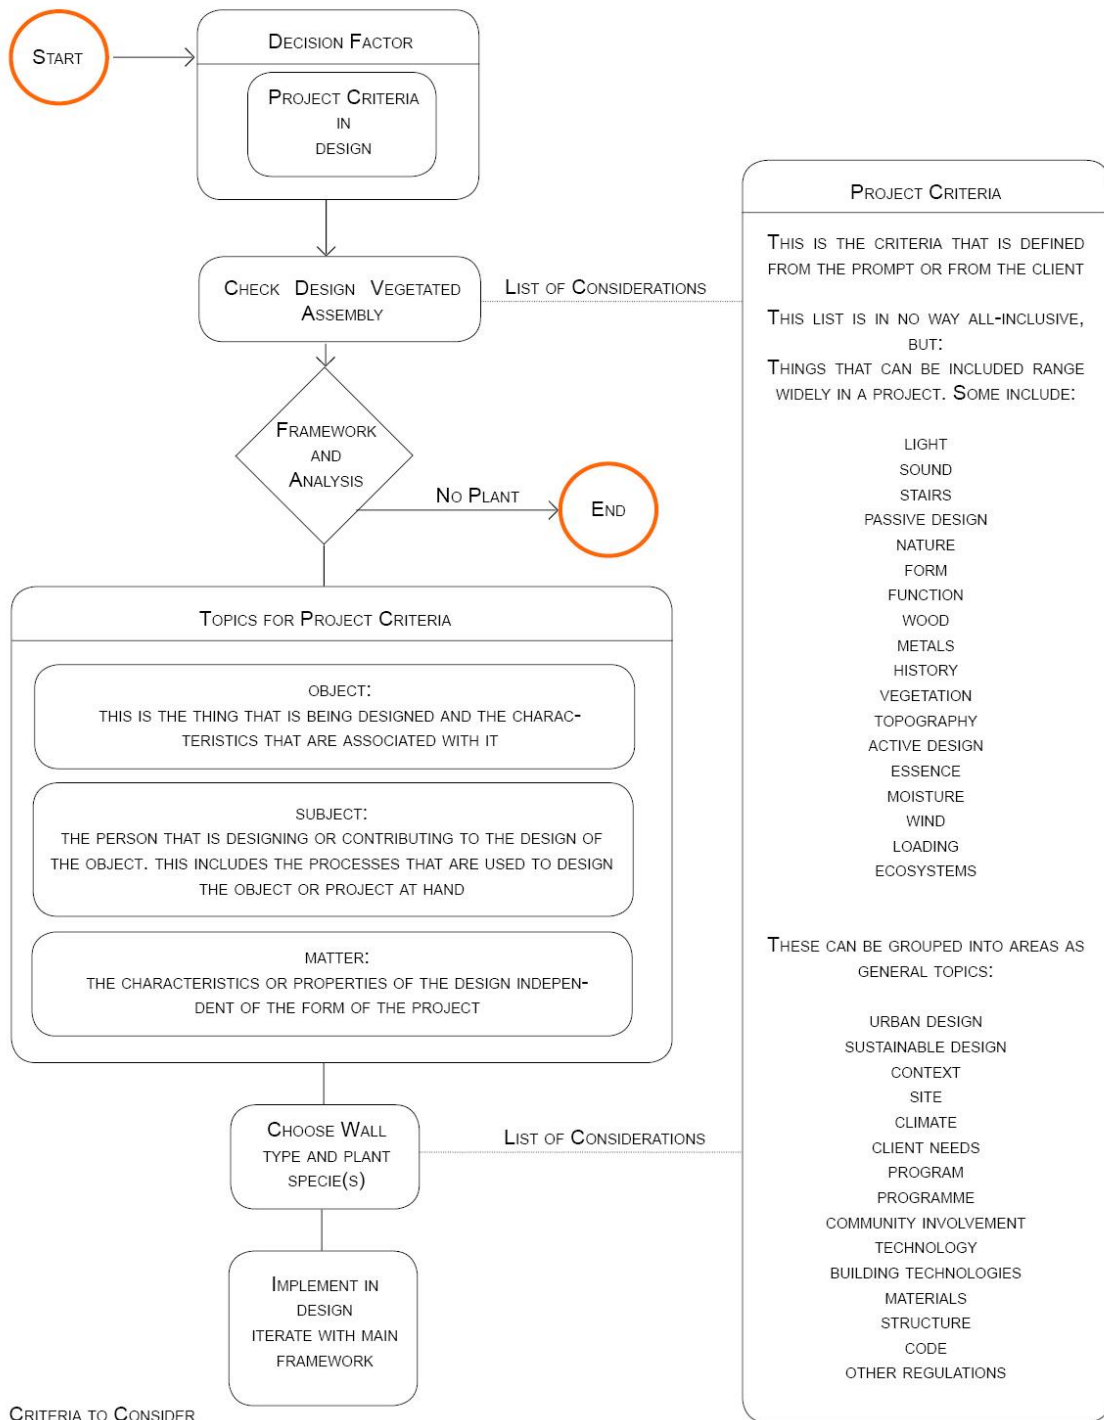 Start
Decision Factor
Project Criteria
in
design
Check Design Vegetated
Assembly
List of Considerations
Framework
and
Analysis
No Plant
End
Topics for Project Criteria
object:
this is the thing that is being designed and the charac-
teristics that are associated with it
subject:
the person that is designing or contributing to the design of
the object. this includes the processes that are used to design
the object or project at hand
matter:
the characteristics or properties of the design indepen-
dent of the form of the project
Choose Wall
type and plant
specie(s)
List of Considerations
Implement in
design
iterate with main
framework
Criteria to Consider
Project Criteria
This is the criteria that is defined
from the prompt or from the client
This list is in no way all-inclusive,
but:
Things that can be included range
widely in a project. Some include:
light
sound
stairs
passive design
nature
form
function
wood
metals
history
vegetation
topography
active design
essence
moisture
wind
loading
ecosystems
These can be grouped into areas as
general topics:
urban design
sustainable design
context
site
climate
client needs
program
programme
community involvement
technology
building technologies
materials
structure
code
other regulations